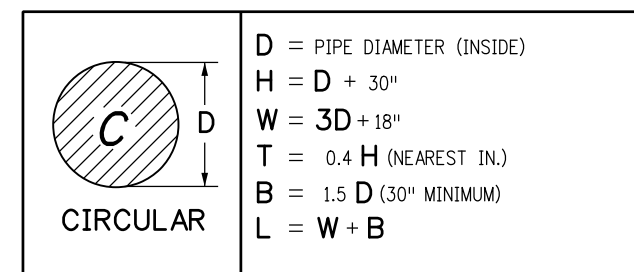 C
D
CIRCULAR
D = PIPE DIAMETER (INSIDE)
H = D + 30"
W = 3D + 18"
T = 0.4 H (NEAREST IN.)
B = 1.5 D (30" MINIMUM)
L = W + B